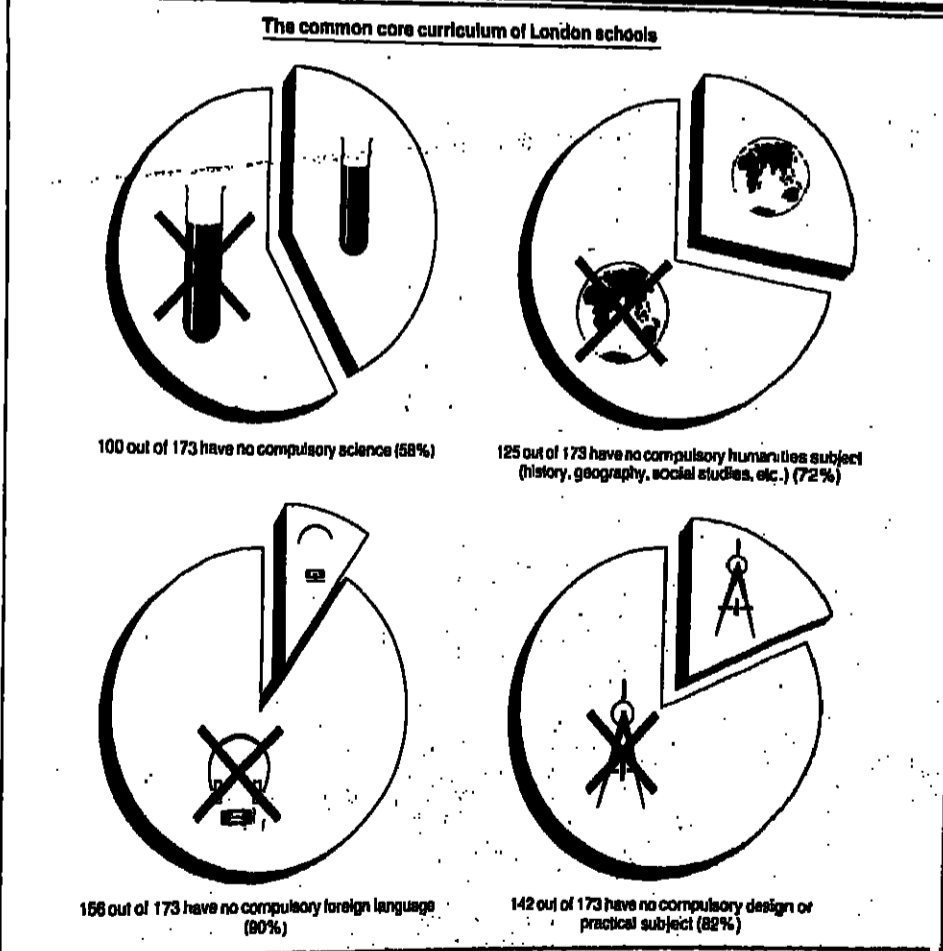 The common core curriculum of London schools
100 out of 173 have no compulsory science (58%)
125 out of 173 have no compulsory humanities subject
(history, geography, social studies, etc.) (72%)
156 out of 173 have no compulsory foreign language
(90%)
142 out of 173 have no compulsory design or
practical subject (82%)